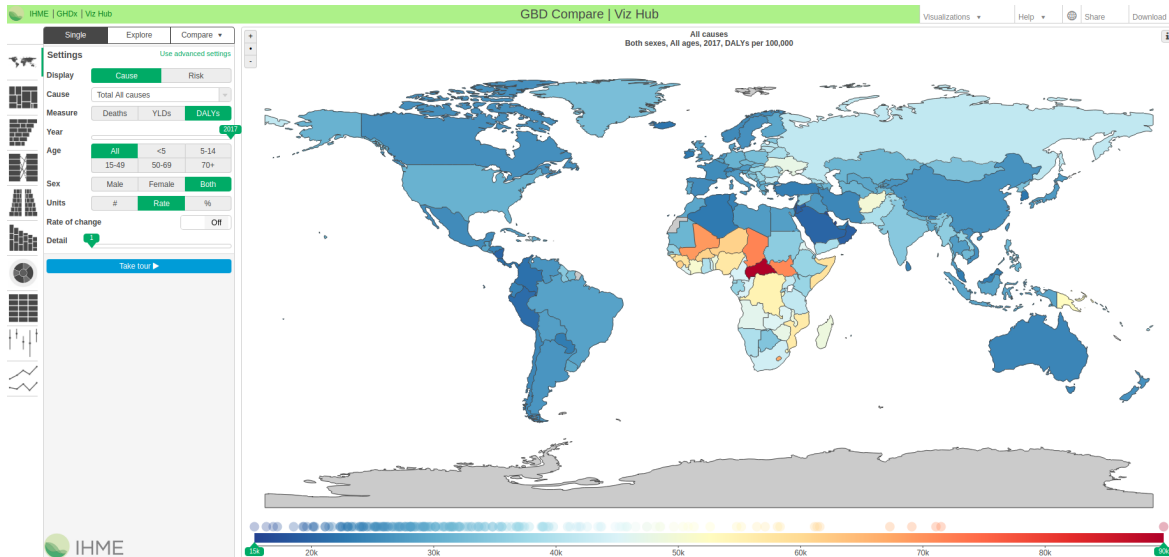 IHME | GHDx | Viz Hub
GBD Compare | Viz Hub
Visualizations ▾
Help ▾
Share
Download
Single
Explore
Compare ▾
Settings
Use advanced settings
Display
Cause
Risk
Cause
Total All causes
Measure
Deaths
YLDs
DALYs
Year
2017
Age
All
<5
5-14
15-49
50-69
70+
Sex
Male
Female
Both
Units
#
Rate
%
Rate of change
Off
Detail
1
Take tour ▶
IHME
+
•
-
All causes
Both sexes, All ages, 2017, DALYs per 100,000
15k
20k
30k
40k
50k
60k
70k
80k
90k